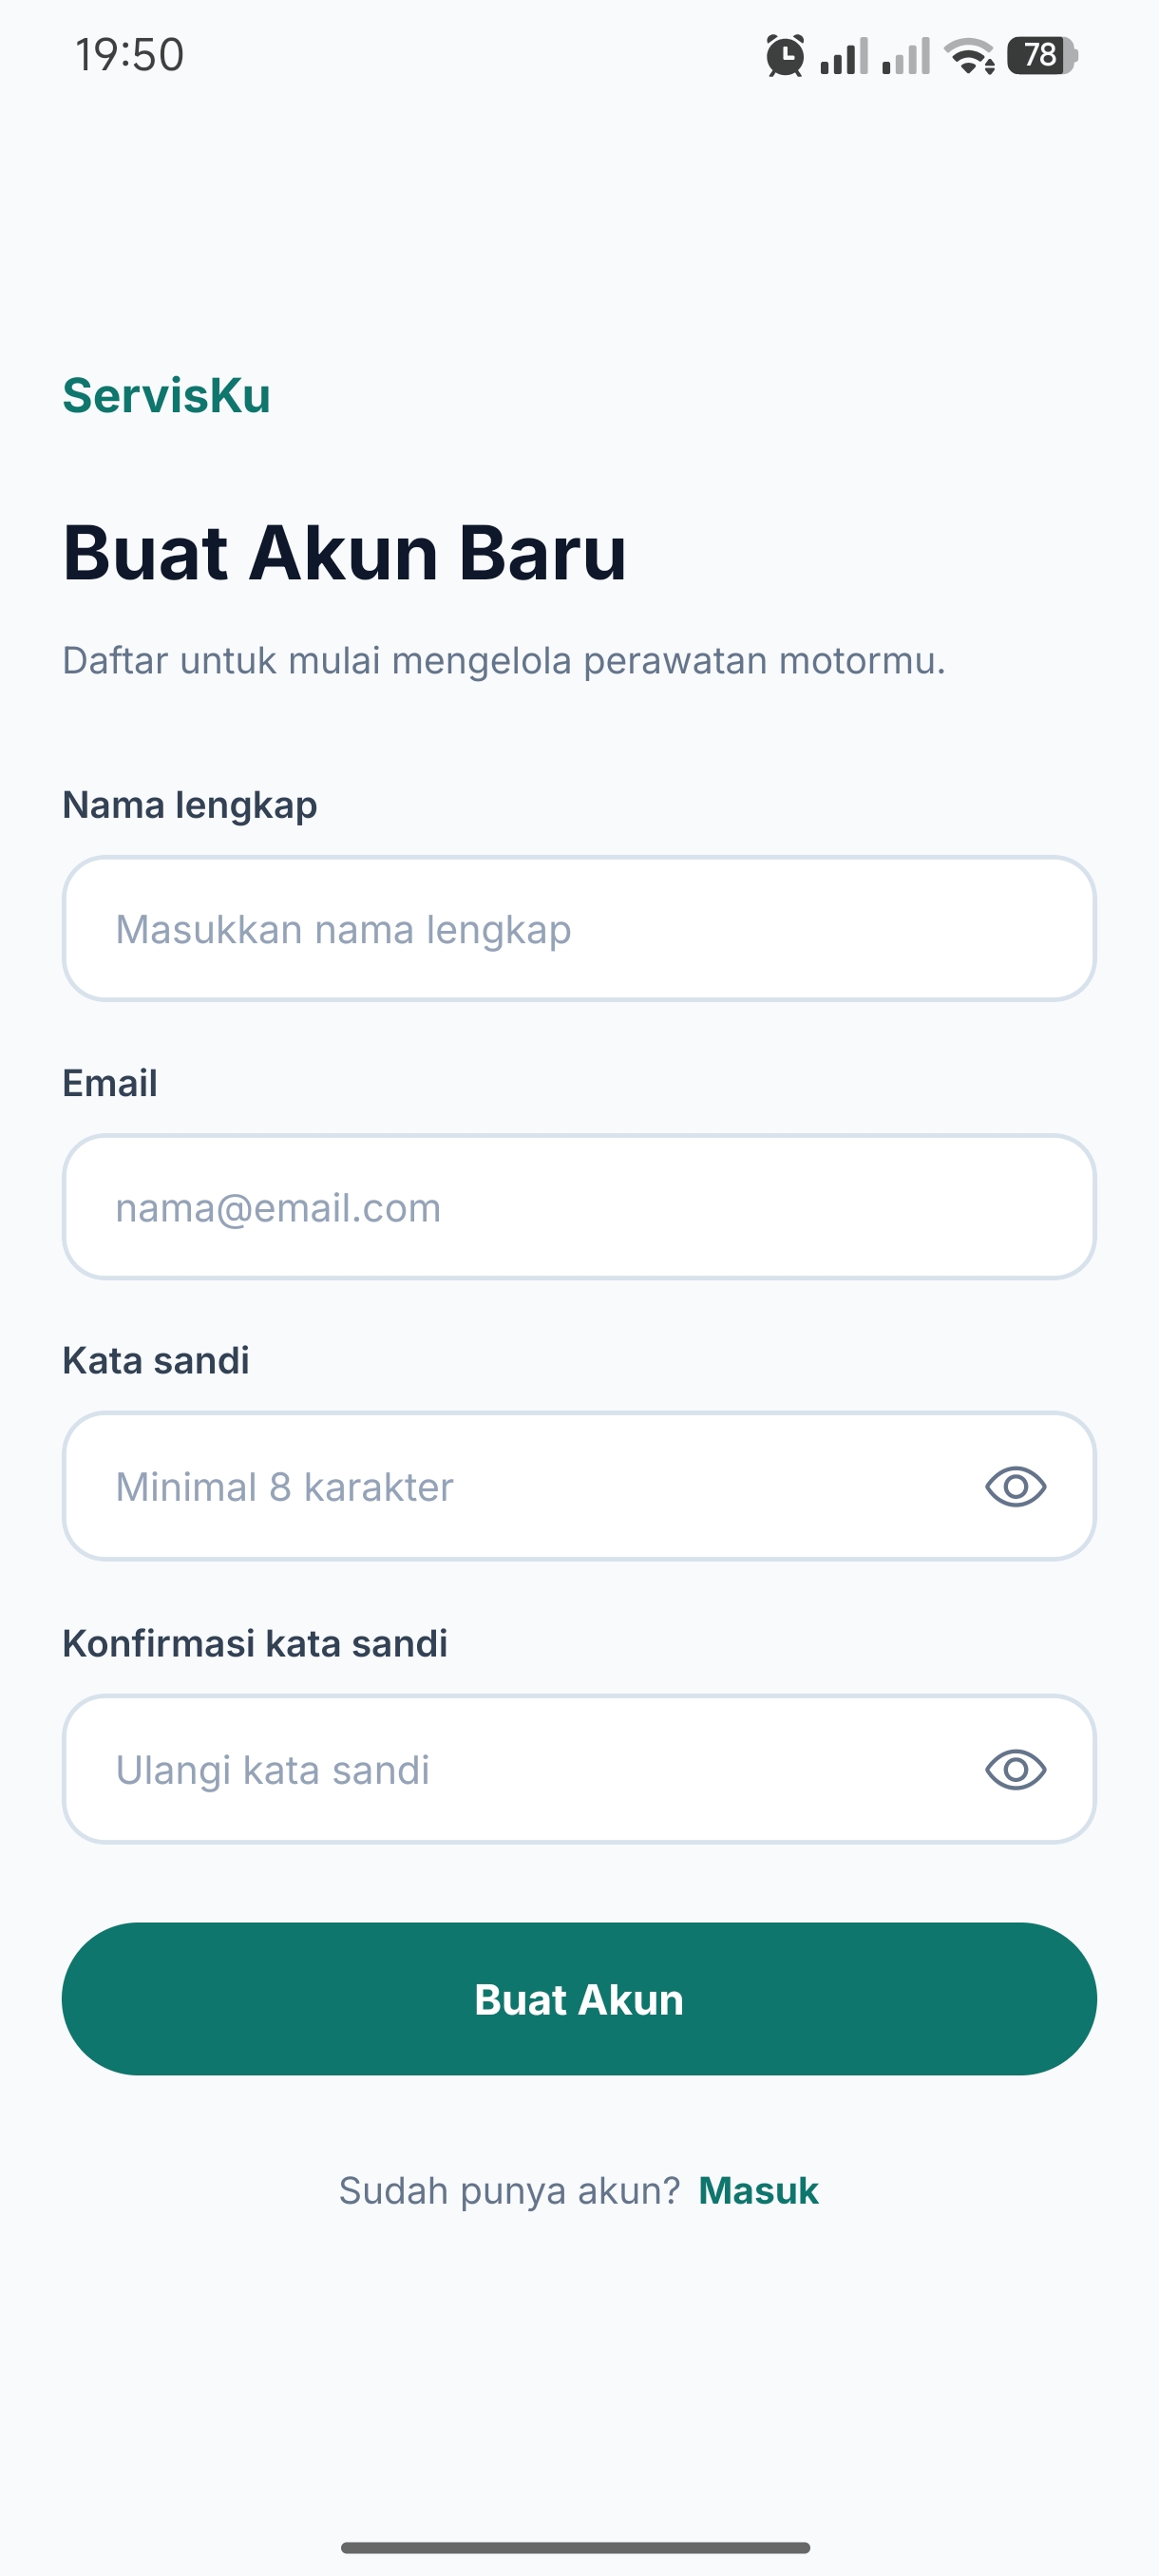 19:50
78
ServisKu
Buat Akun Baru
Daftar untuk mulai mengelola perawatan motormu.
Nama lengkap
Masukkan nama lengkap
Email
nama@email.com
Kata sandi
Minimal 8 karakter
Konfirmasi kata sandi
Ulangi kata sandi
Buat Akun
Sudah punya akun? Masuk